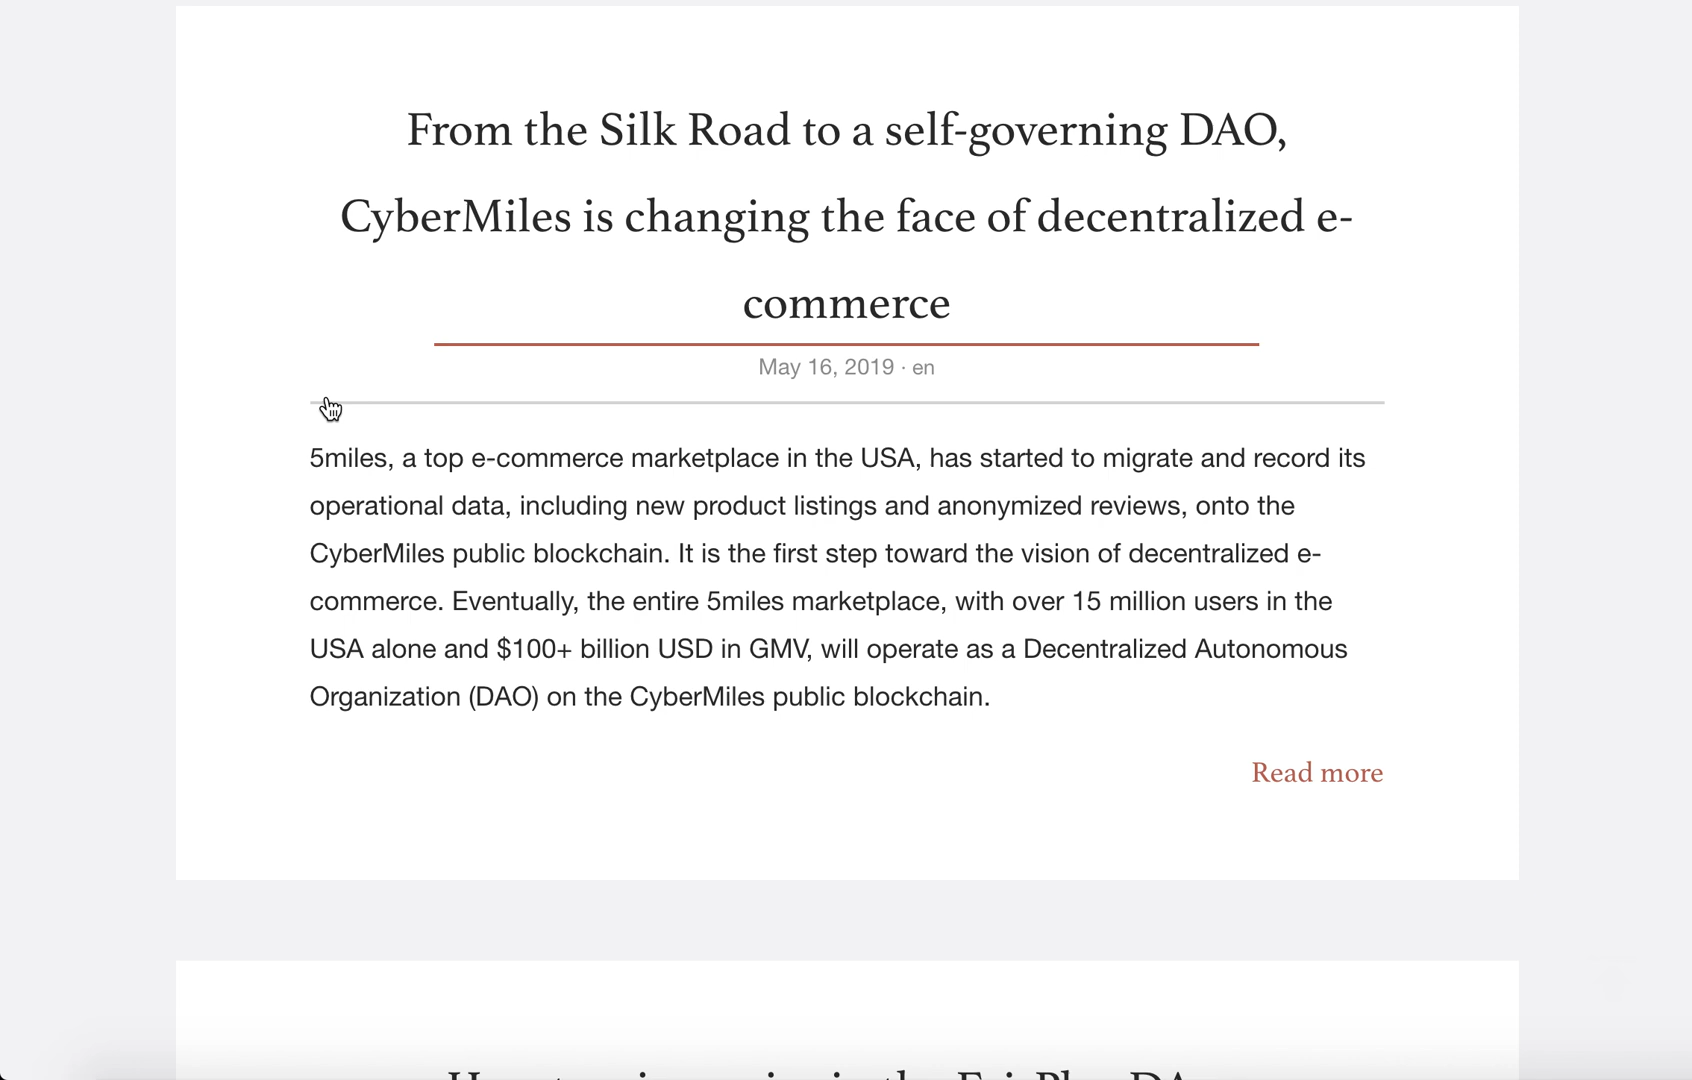 From the Silk Road to a self-governing DAO,
CyberMiles is changing the face of decentralized e-
commerce
May 16, 2019 · en
5miles, a top e-commerce marketplace in the USA, has started to migrate and record its
operational data, including new product listings and anonymized reviews, onto the
CyberMiles public blockchain. It is the first step toward the vision of decentralized e-
commerce. Eventually, the entire 5miles marketplace, with over 15 million users in the
USA alone and $100+ billion USD in GMV, will operate as a Decentralized Autonomous
Organization (DAO) on the CyberMiles public blockchain.
Read more